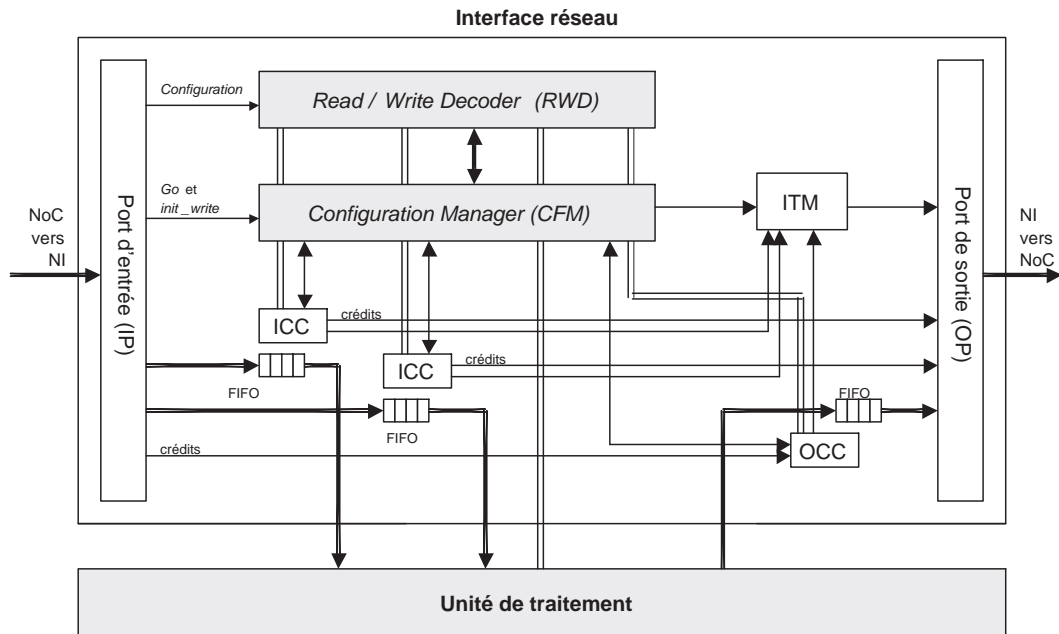 Interface réseau
Configuration
Read / Write Decoder (RWD)
Go et
init_write
Configuration Manager (CFM)
ITM
NoC
vers
NI
Port d'entrée (IP)
Port de sortie (OP)
NI
vers
NoC
ICC
crédits
ICC
crédits
FIFO
FIFO
FIFO
crédits
OCC
Unité de traitement